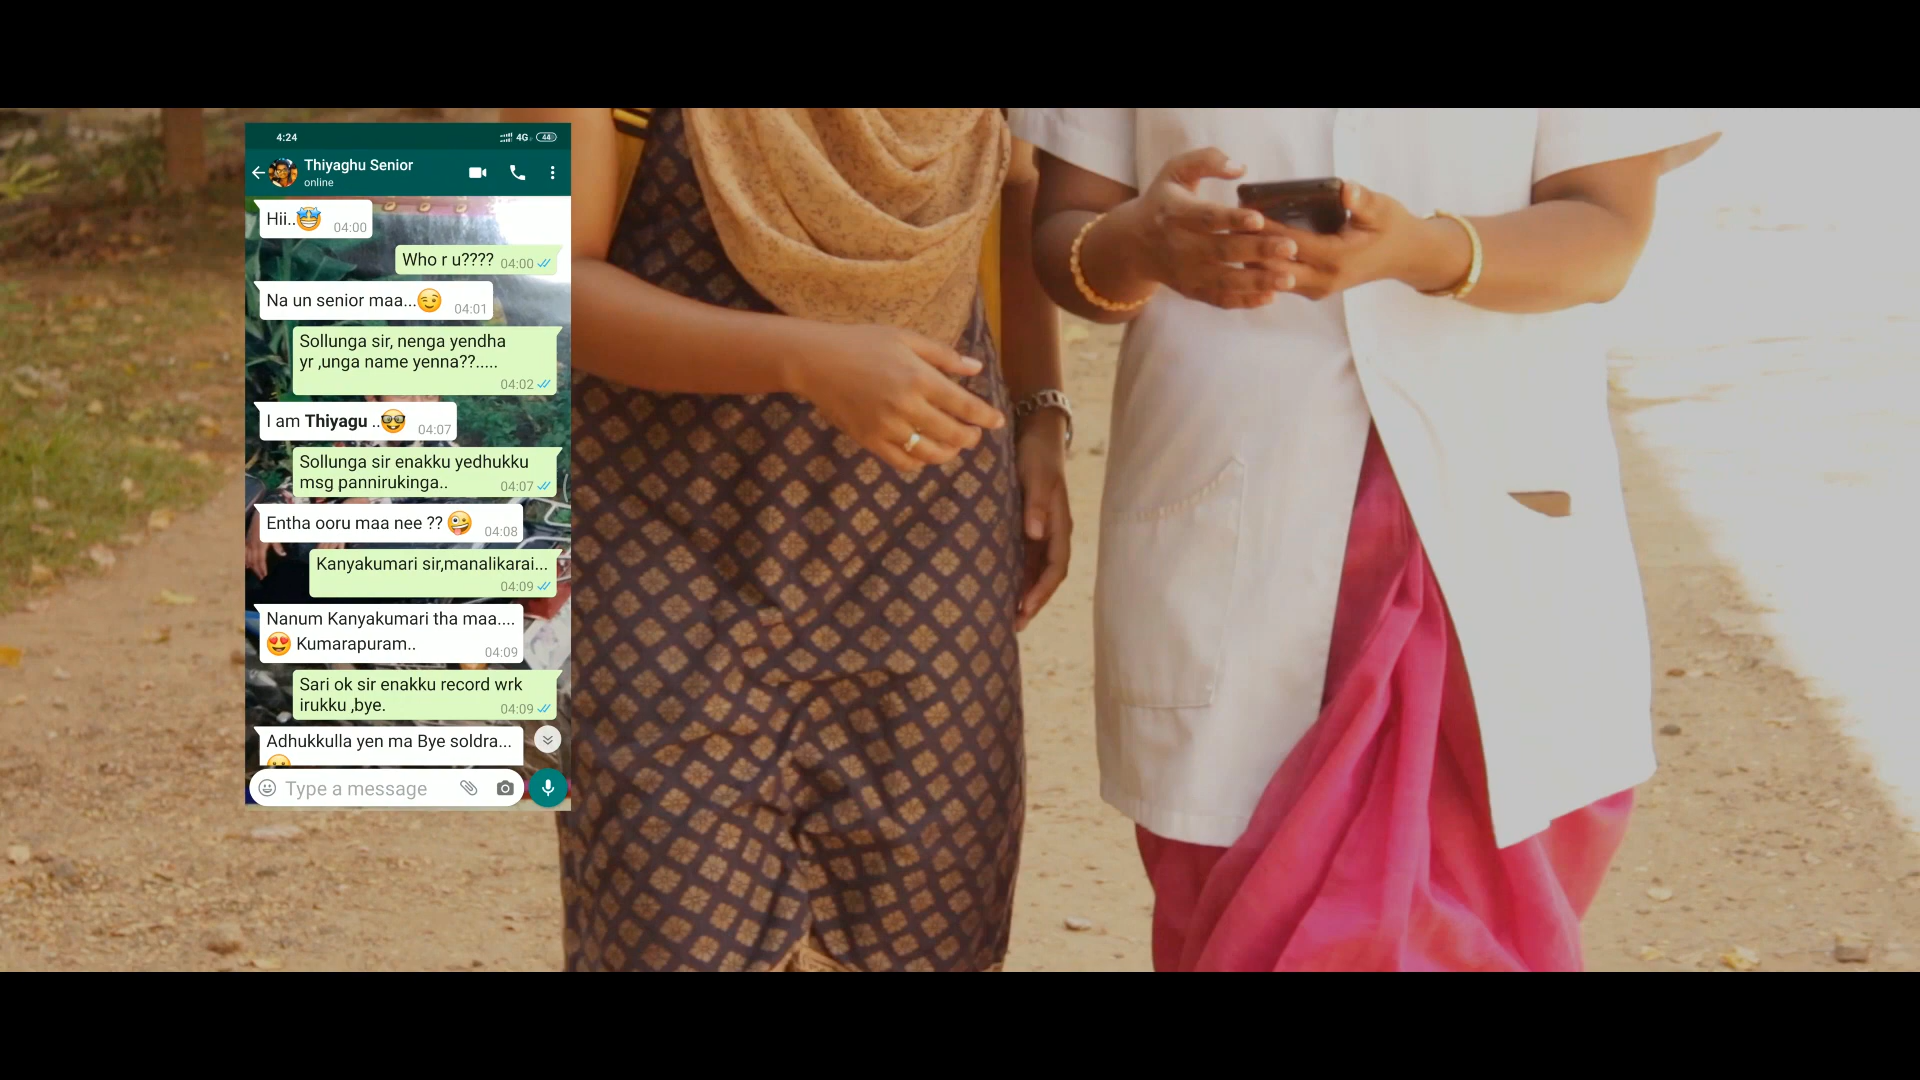 4:24
4G 44
Thiyaghu Senior
online
Hii..🤩 04:00
Who r u???? 04:00
Na un senior maa...😉 04:01
Sollunga sir, nenga yendha
yr ,unga name yenna??.....
04:02
I am Thiyagu ..🤓 04:07
Sollunga sir enakku yedhukku
msg pannirukinga.. 04:07
Entha ooru maa nee ?? 🤪 04:08
Kanyakumari sir,manalikarai...
04:09
Nanum Kanyakumari tha maa....
😍 Kumarapuram.. 04:09
Sari ok sir enakku record wrk
irukku ,bye. 04:09
Adhukkulla yen ma Bye soldra...
Type a message